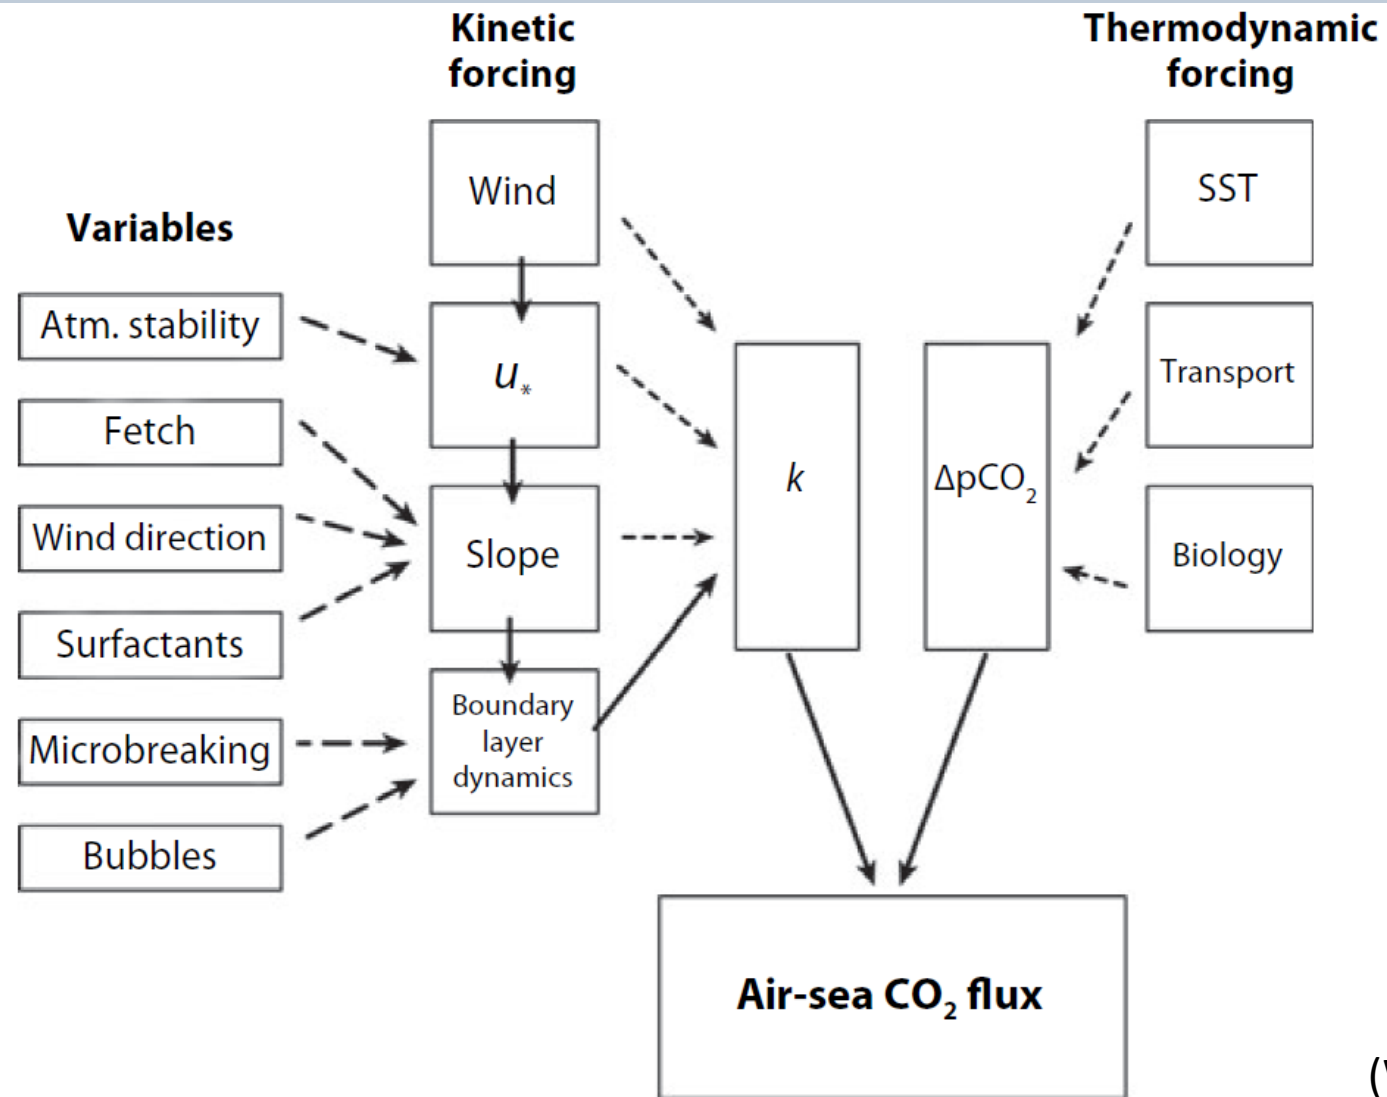 Kinetic
forcing
Thermodynamic
forcing
Variables
Wind
SST
Atm. stability
u*
Transport
Fetch
k
ΔpCO₂
Wind direction
Slope
Biology
Surfactants
Microbreaking
Boundary
layer
dynamics
Bubbles
Air-sea CO₂ flux